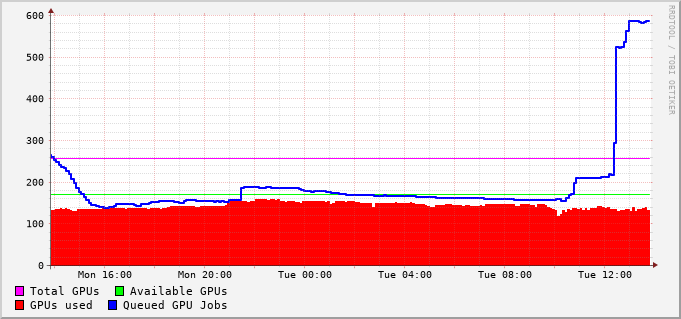 600
500
400
300
200
100
0
Mon 16:00 Mon 20:00 Tue 00:00 Tue 04:00 Tue 08:00 Tue 12:00
Total GPUs Available GPUs
GPUs used Queued GPU Jobs
RRDTOOL / TOBI OETIKER